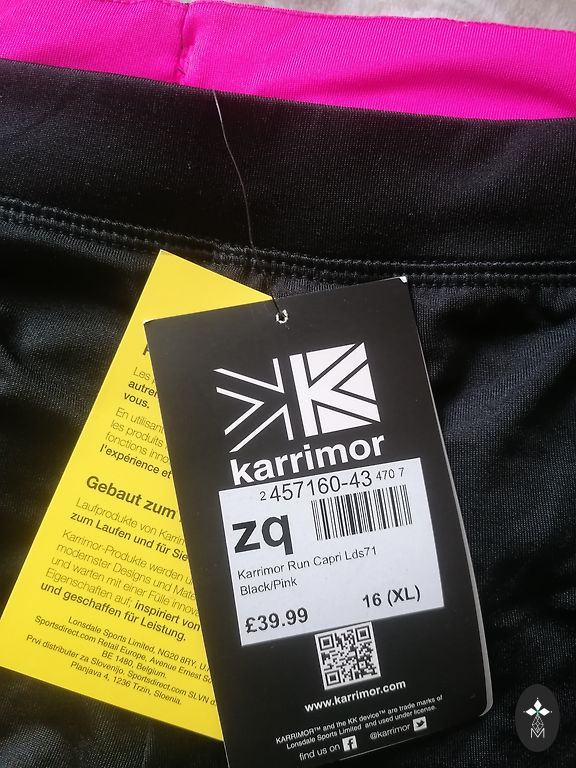 Les
autrer
vous.
En utilisant
les produits
fonctions inno
l'expérience et
Gebaut zum
Laufprodukte von Karrim
zum Laufen und für Sie
Karrimor-Produkte werden
modernster Designs und Mate
und warten mit einer Fülle innov
Eigenschaften auf; inspiriert von
und geschaffen für Leistung.
Lonsdale Sports Limited, NG20 8RY.
Sportsdirect.com Retail Europe, Avenue Ernest
BE 1480, Belgium.
Prvi distributer za Slovenijo. Sportsdirect.com SLVN d.
Planjava 4, 1236 Trzin, Sloenia.
karrimor
2 457160-43 470 7
zq
Karrimor Run Capri Lds71
Black/Pink
£39.99 16 (XL)
www.karrimor.com
KARRIMOR™ and the KK device™ are trade marks of
Lonsdale Sports Limited and used under license.
find us on f @karrimor